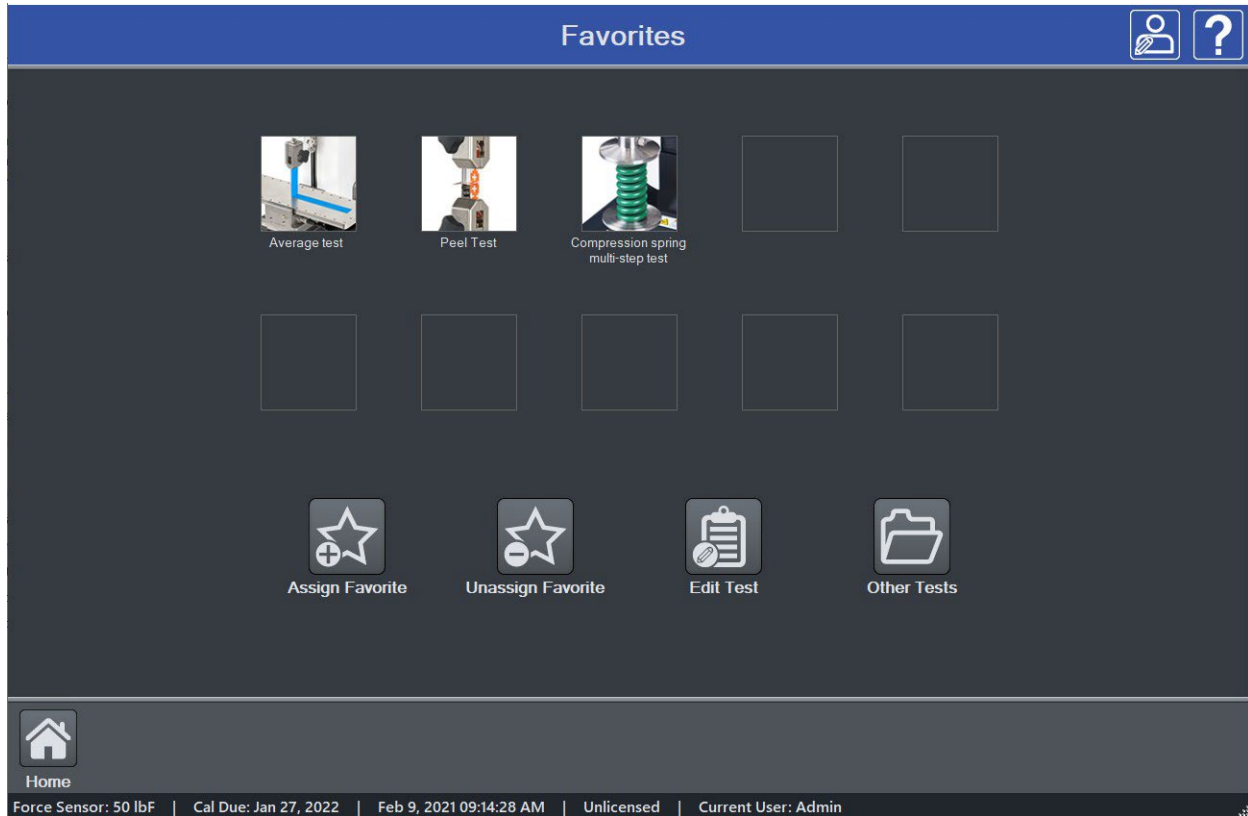 Favorites
?
Average test
Peel Test
Compression spring
multi-step test
Assign Favorite
Unassign Favorite
Edit Test
Other Tests
Home
Force Sensor: 50 lbF | Cal Due: Jan 27, 2022 | Feb 9, 2021 09:14:28 AM | Unlicensed | Current User: Admin